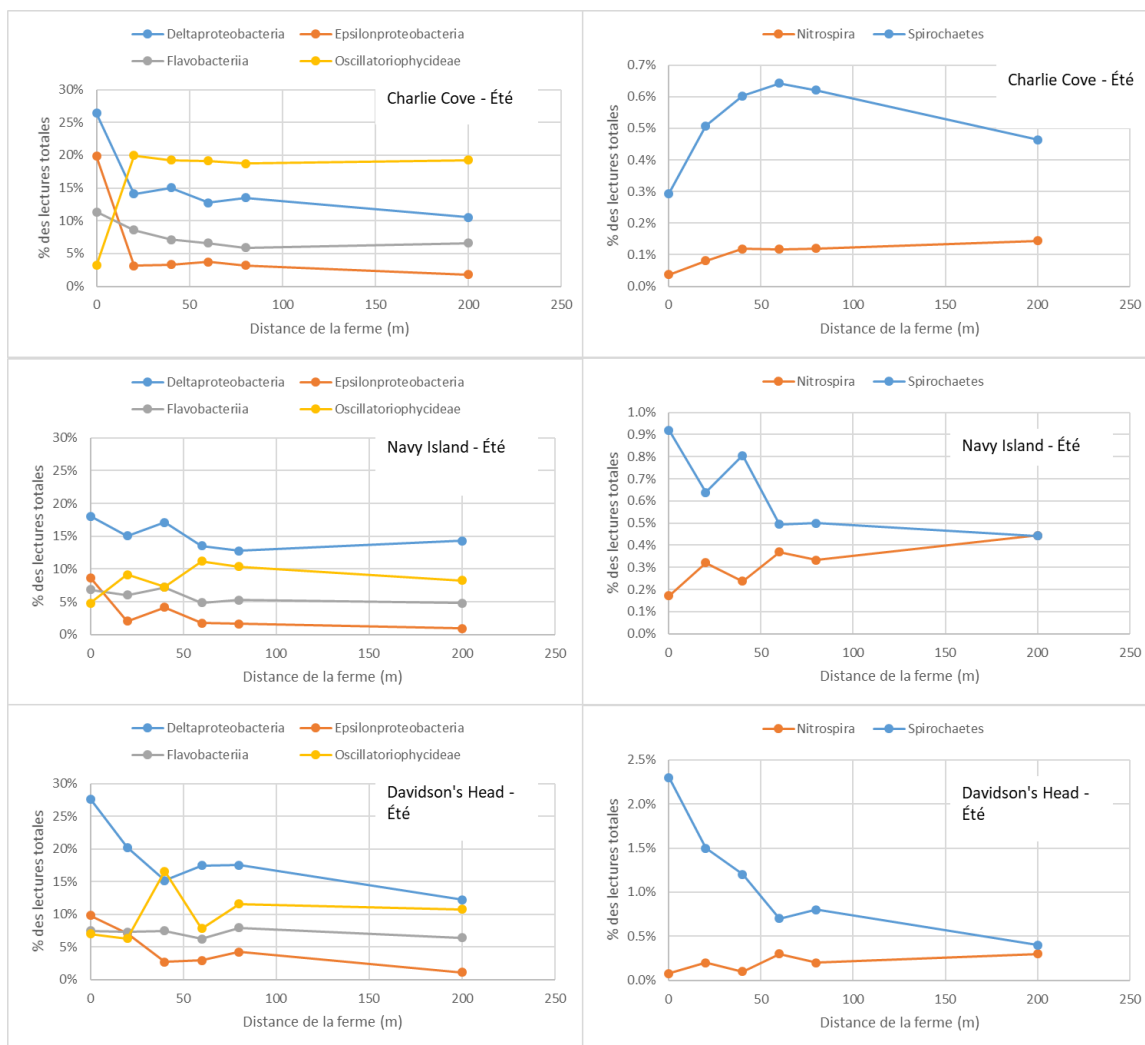 Deltaproteobacteria Epsilonproteobacteria
Flavobacteriia Oscillatoriophycideae
Charlie Cove - Été
% des lectures totales
30%
25%
20%
15%
10%
5%
0%
0 50 100 150 200 250
Distance de la ferme (m)
Nitrospira Spirochaetes
Charlie Cove - Été
% des lectures totales
0.7%
0.6%
0.5%
0.4%
0.3%
0.2%
0.1%
0.0%
0 50 100 150 200 250
Distance de la ferme (m)
Deltaproteobacteria Epsilonproteobacteria
Flavobacteriia Oscillatoriophycideae
Navy Island - Été
% des lectures totales
30%
25%
20%
15%
10%
5%
0%
0 50 100 150 200 250
Distance de la ferme (m)
Nitrospira Spirochaetes
Navy Island - Été
% des lectures totales
1.0%
0.9%
0.8%
0.7%
0.6%
0.5%
0.4%
0.3%
0.2%
0.1%
0.0%
0 50 100 150 200 250
Distance de la ferme (m)
Deltaproteobacteria Epsilonproteobacteria
Flavobacteriia Oscillatoriophycideae
Davidson's Head -
Été
% des lectures totales
30%
25%
20%
15%
10%
5%
0%
0 50 100 150 200 250
Distance de la ferme (m)
Nitrospira Spirochaetes
Davidson's Head -
Été
% des lectures totales
2.5%
2.0%
1.5%
1.0%
0.5%
0.0%
0 50 100 150 200 250
Distance de la ferme (m)